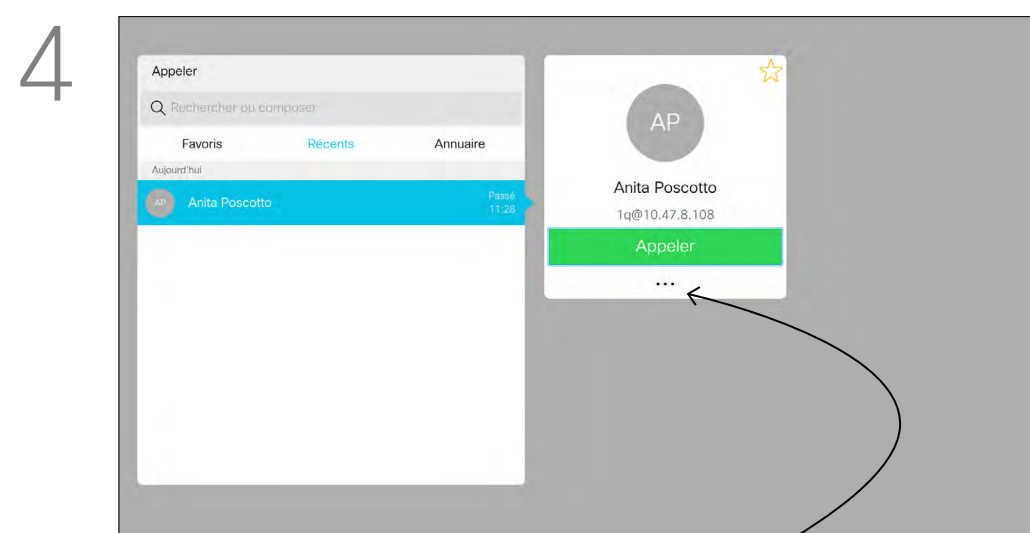 4
Appeler
Rechercher ou composer
Favoris Récents Annuaire
Aujourd'hui
AP Anita Poscotto Passé 11:28
AP
Anita Poscotto
1q@10.47.8.108
Appeler
...